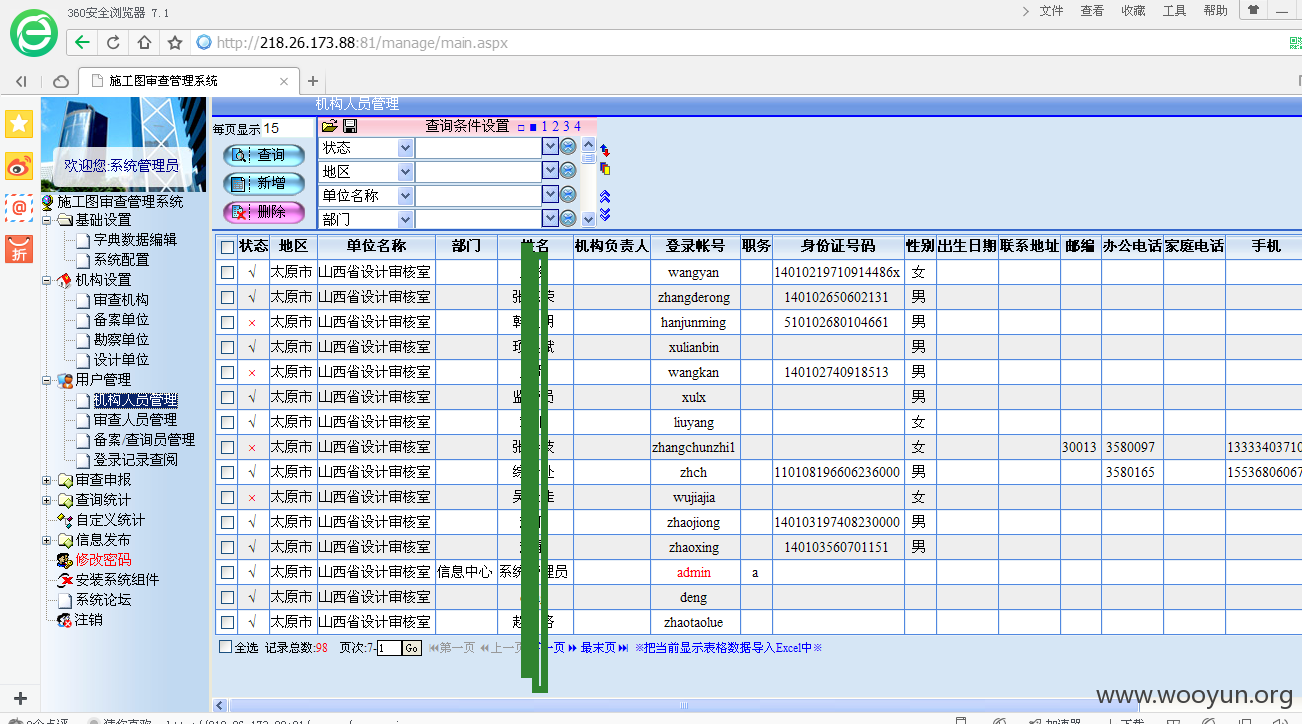 360安全浏览器 7.1
文件 查看 收藏 工具 帮助
http://218.26.173.88:81/manage/main.aspx
施工图审查管理系统
欢迎您:系统管理员
施工图审查管理系统
基础设置
字典数据编辑
系统配置
机构设置
审查机构
备案单位
勘察单位
设计单位
用户管理
机构人员管理
审查人员管理
备案/查询员管理
登录记录查阅
审查申报
查询统计
自定义统计
信息发布
修改密码
安装系统组件
系统论坛
注销
机构人员管理
每页显示 15
查询
新增
删除
查询条件设置 1 2 3 4
状态
地区
单位名称
部门
状态 地区 单位名称 部门 姓名 机构负责人 登录帐号 职务 身份证号码 性别 出生日期 联系地址 邮编 办公电话 家庭电话 手机
√ 太原市 山西省设计审核室 wangyan 14010219710914486x 女
√ 太原市 山西省设计审核室 张 荣 zhangderong 140102650602131 男
× 太原市 山西省设计审核室 韩 明 hanjunming 510102680104661 男
√ 太原市 山西省设计审核室 斌 xulianbin 男
× 太原市 山西省设计审核室 wangkan 140102740918513 男
√ 太原市 山西省设计审核室 监 员 xulx 男
√ 太原市 山西省设计审核室 liuyang 女
× 太原市 山西省设计审核室 张 zhangchunzhi1 女 30013 3580097 13333403710
√ 太原市 山西省设计审核室 综 处 zhch 110108196606236000 男 3580165 15536806067
× 太原市 山西省设计审核室 吴 佳 wujiajia 女
√ 太原市 山西省设计审核室 zhaojiong 140103197408230000 男
√ 太原市 山西省设计审核室 zhaoxing 140103560701151 男
√ 太原市 山西省设计审核室 信息中心 系统管理员 admin a
√ 太原市 山西省设计审核室 deng
√ 太原市 山西省设计审核室 赵 略 zhaotaolue
全选 记录总数:98 页次:7-1 Go 第一页 上一页 下一页 最末页 ※把当前显示表格数据导入Excel中※
www.wooyun.org